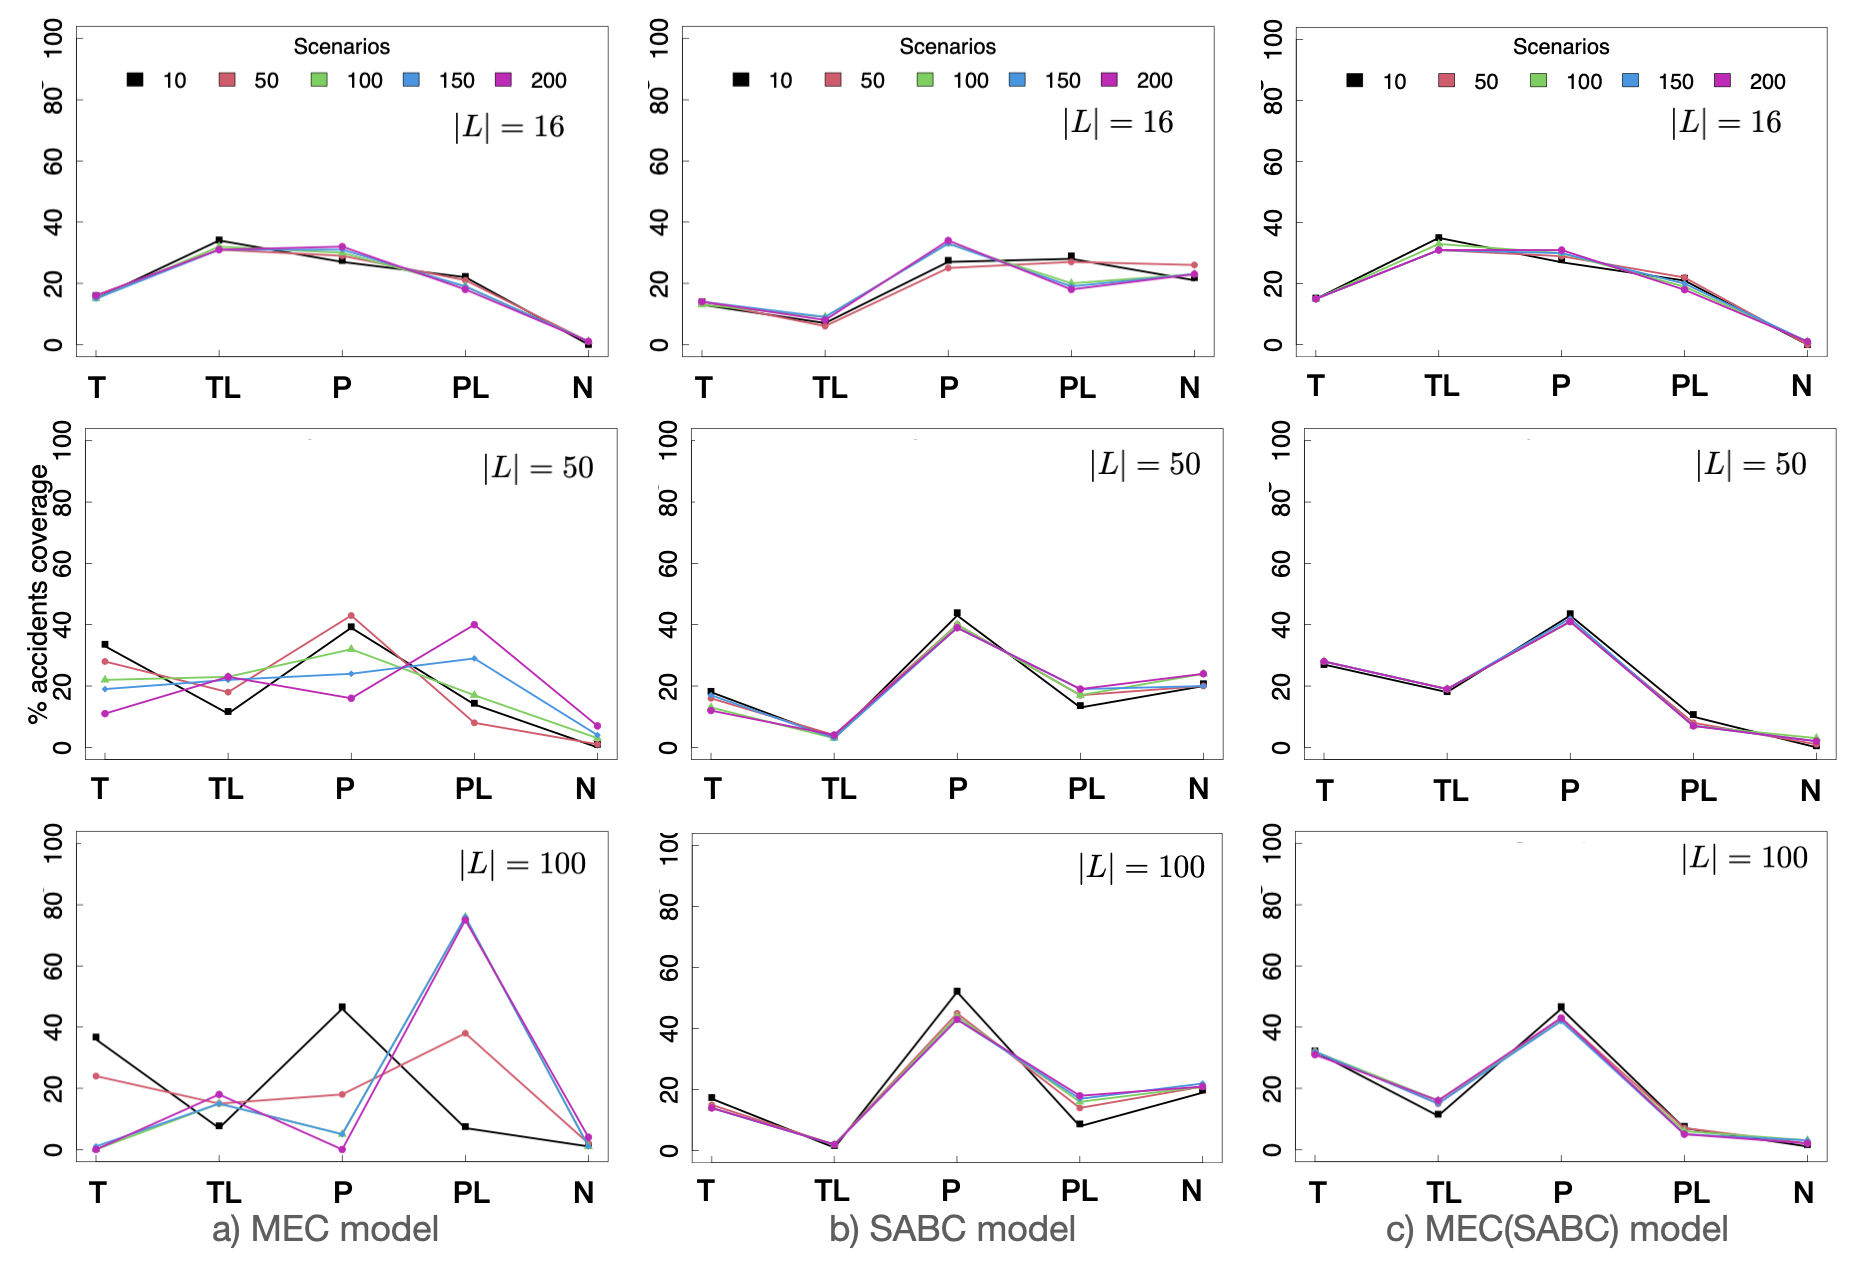 Scenarios
10 50 100 150 200
|L| = 16
100
80
60
40
20
0
T TL P PL N
Scenarios
10 50 100 150 200
|L| = 16
100
80
60
40
20
0
T TL P PL N
Scenarios
10 50 100 150 200
|L| = 16
100
80
60
40
20
0
T TL P PL N
% accidents coverage
|L| = 50
100
80
60
40
20
0
T TL P PL N
|L| = 50
100
80
60
40
20
0
T TL P PL N
|L| = 50
100
80
60
40
20
0
T TL P PL N
|L| = 100
100
80
60
40
20
0
T TL P PL N
a) MEC model
|L| = 100
100
80
60
40
20
0
T TL P PL N
b) SABC model
|L| = 100
100
80
60
40
20
0
T TL P PL N
c) MEC(SABC) model